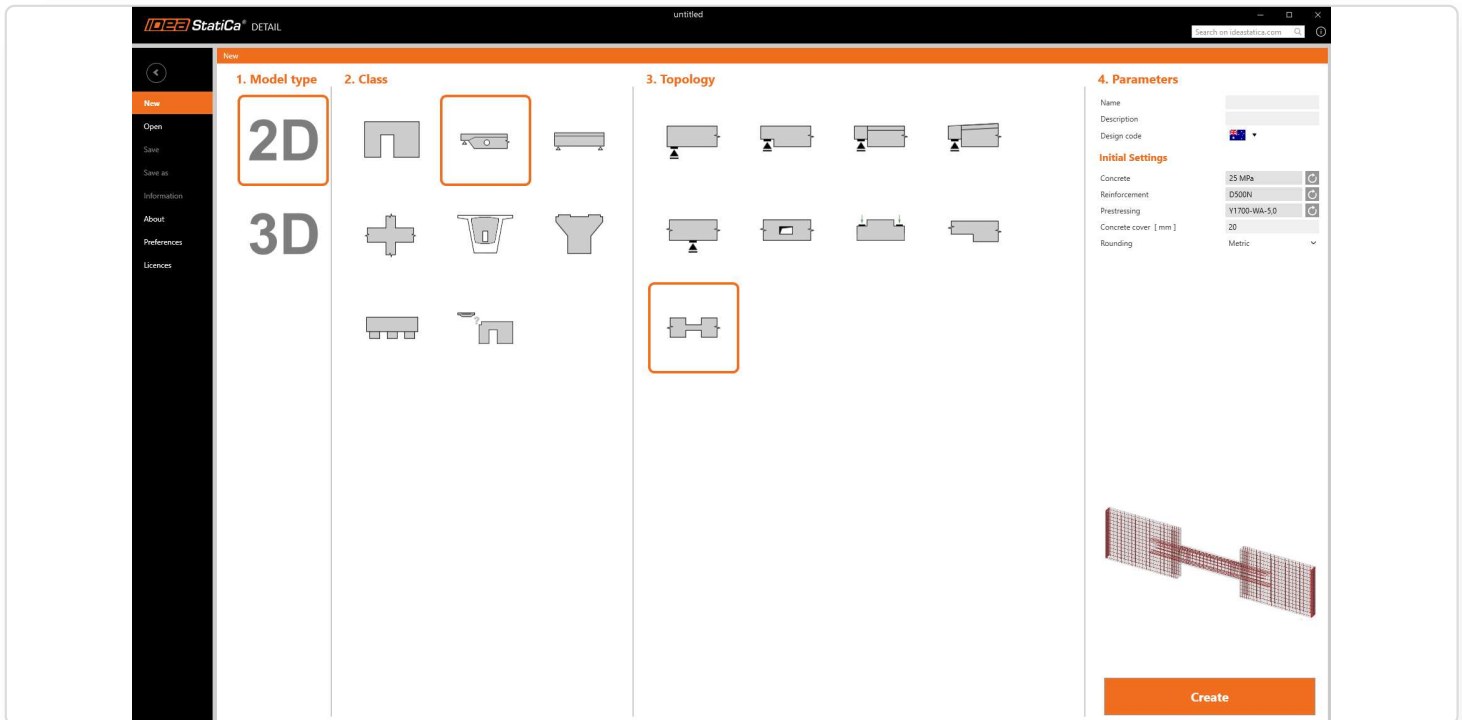 untitled
IDEA StatiCa® DETAIL
Search on ideastatica.com
New
1. Model type
2. Class
3. Topology
4. Parameters
New
Open
Save
Save as
Information
About
Preferences
Licences
2D
3D
?
Name
Description
Design code
Initial Settings
Concrete 25 MPa
Reinforcement D500N
Prestressing Y1700-WA-5,0
Concrete cover [ mm ] 20
Rounding Metric
Create